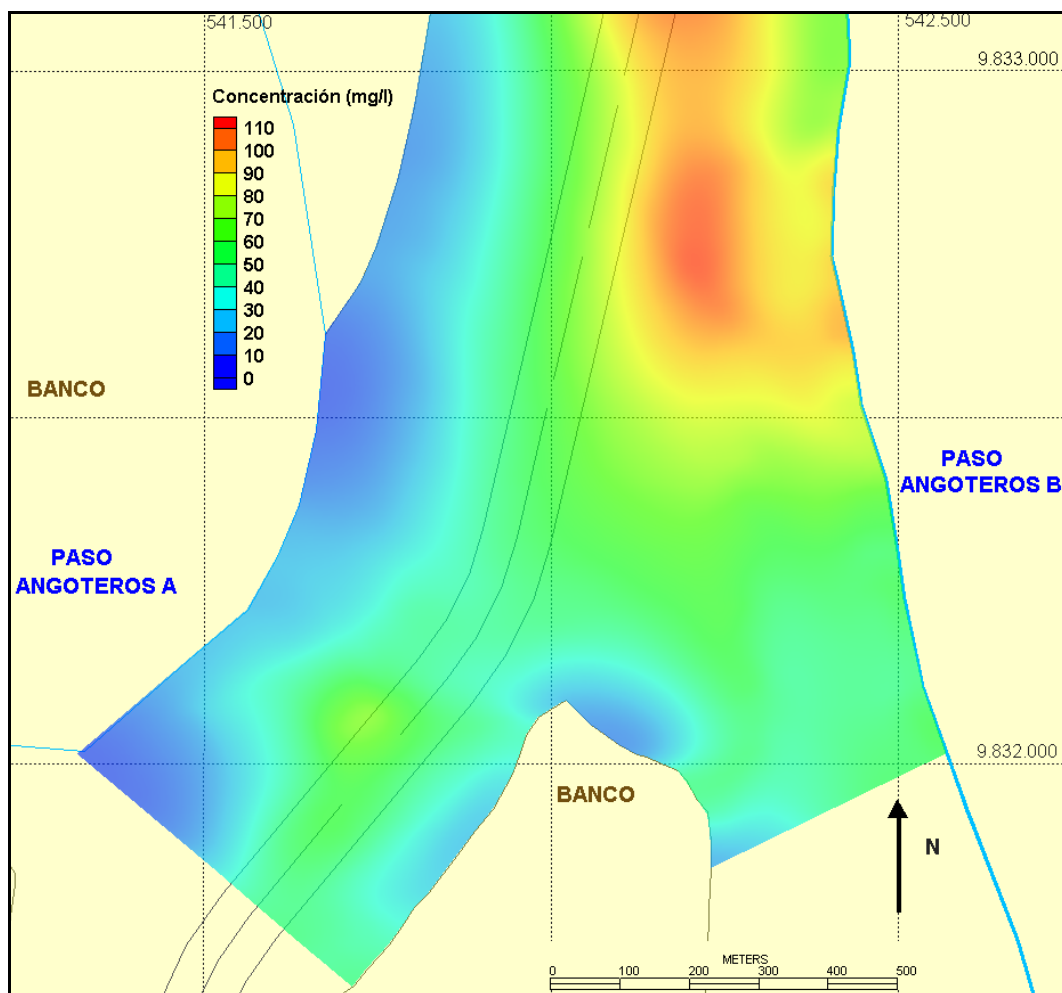 541.500
542.500
9.833.000
Concentración (mg/l)
110
100
90
80
70
60
50
40
30
20
10
0
BANCO
PASO
ANGOTEROS B
PASO
ANGOTEROS A
9.832.000
BANCO
N
METERS
0 100 200 300 400 500